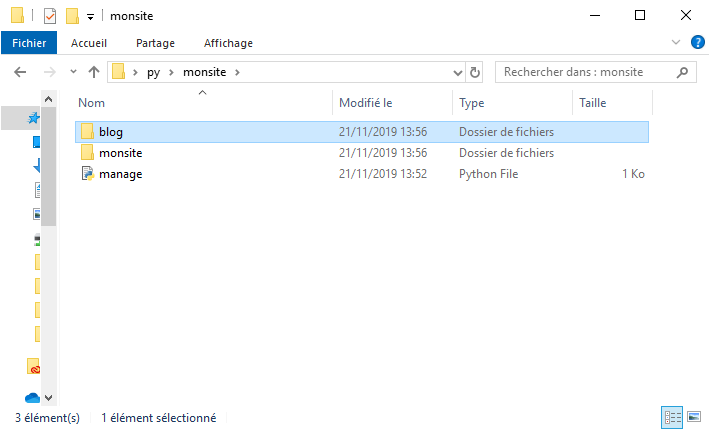 monsite
Fichier Accueil Partage Affichage
py monsite Rechercher dans : monsite
Nom Modifié le Type Taille
blog 21/11/2019 13:56 Dossier de fichiers
monsite 21/11/2019 13:56 Dossier de fichiers
manage 21/11/2019 13:52 Python File 1 Ko
3 élément(s) 1 élément sélectionné